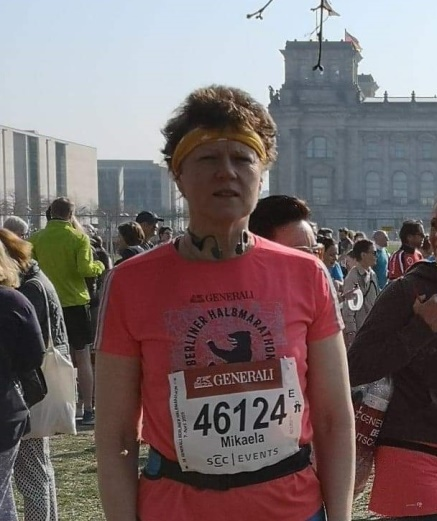 GENERALI
BERLINER HALBMARATHON
GENERALI
46124
E
Mikaela
SCC | EVENTS